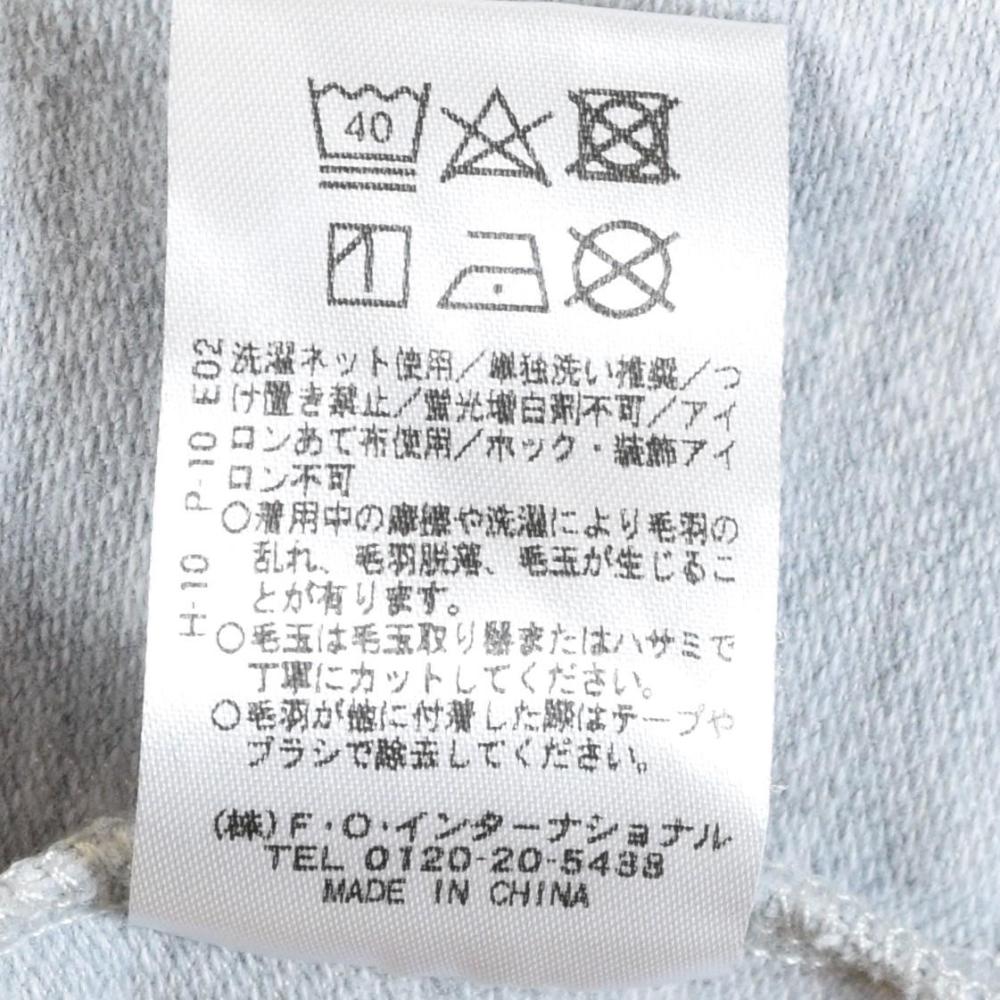 40
洗濯ネット使用/単独洗い推奨/つ
け置き禁止/蛍光増白剤不可/アイ
ロンあて布使用/ホック・装飾アイ
ロン不可
○着用中の摩擦や洗濯により毛羽の
乱れ、毛羽脱落、毛玉が生じるこ
とが有ります。
○毛玉は毛玉取り器またはハサミで
丁寧にカットしてください。
○毛羽が他に付着した際はテープや
ブラシで除去してください。
H-10 P-10 E02
(株)F・O・インターナショナル
TEL 0120-20-5438
MADE IN CHINA